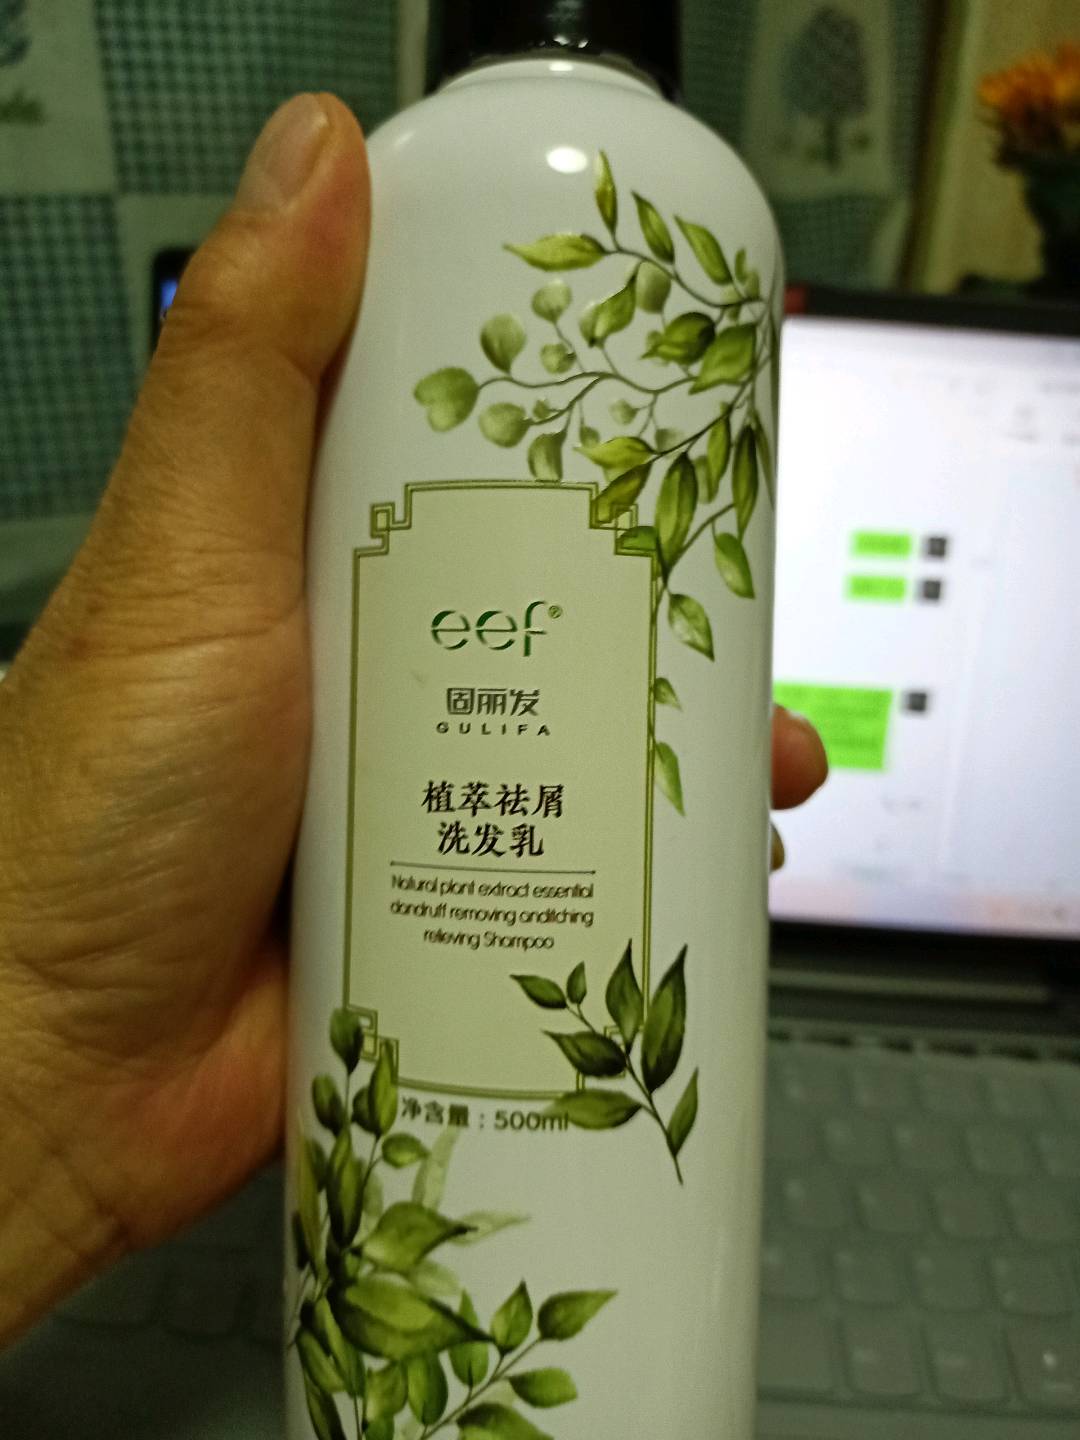 eef®
固丽发
GULIFA
植萃祛屑
洗发乳
Natural plant extract essential
dandruff removing anditching
relieving Shampoo
净含量：500ml